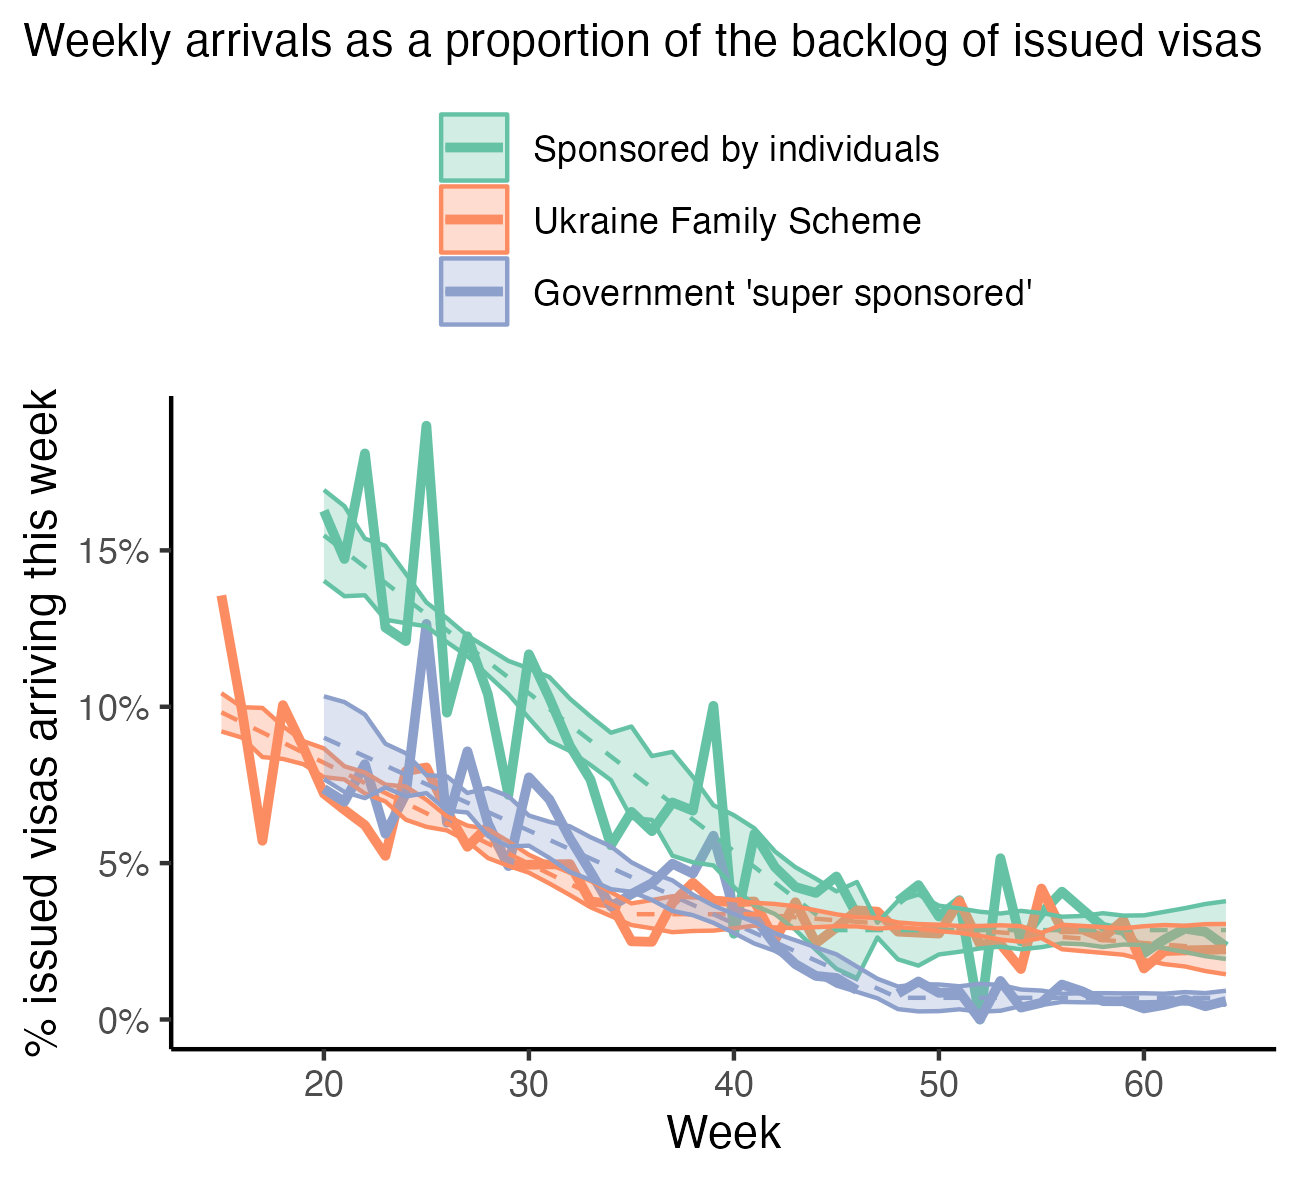 Weekly arrivals as a proportion of the backlog of issued visas
Sponsored by individuals
Ukraine Family Scheme
Government 'super sponsored'
% issued visas arriving this week
15%
10%
5%
0%
20
30
40
50
60
Week